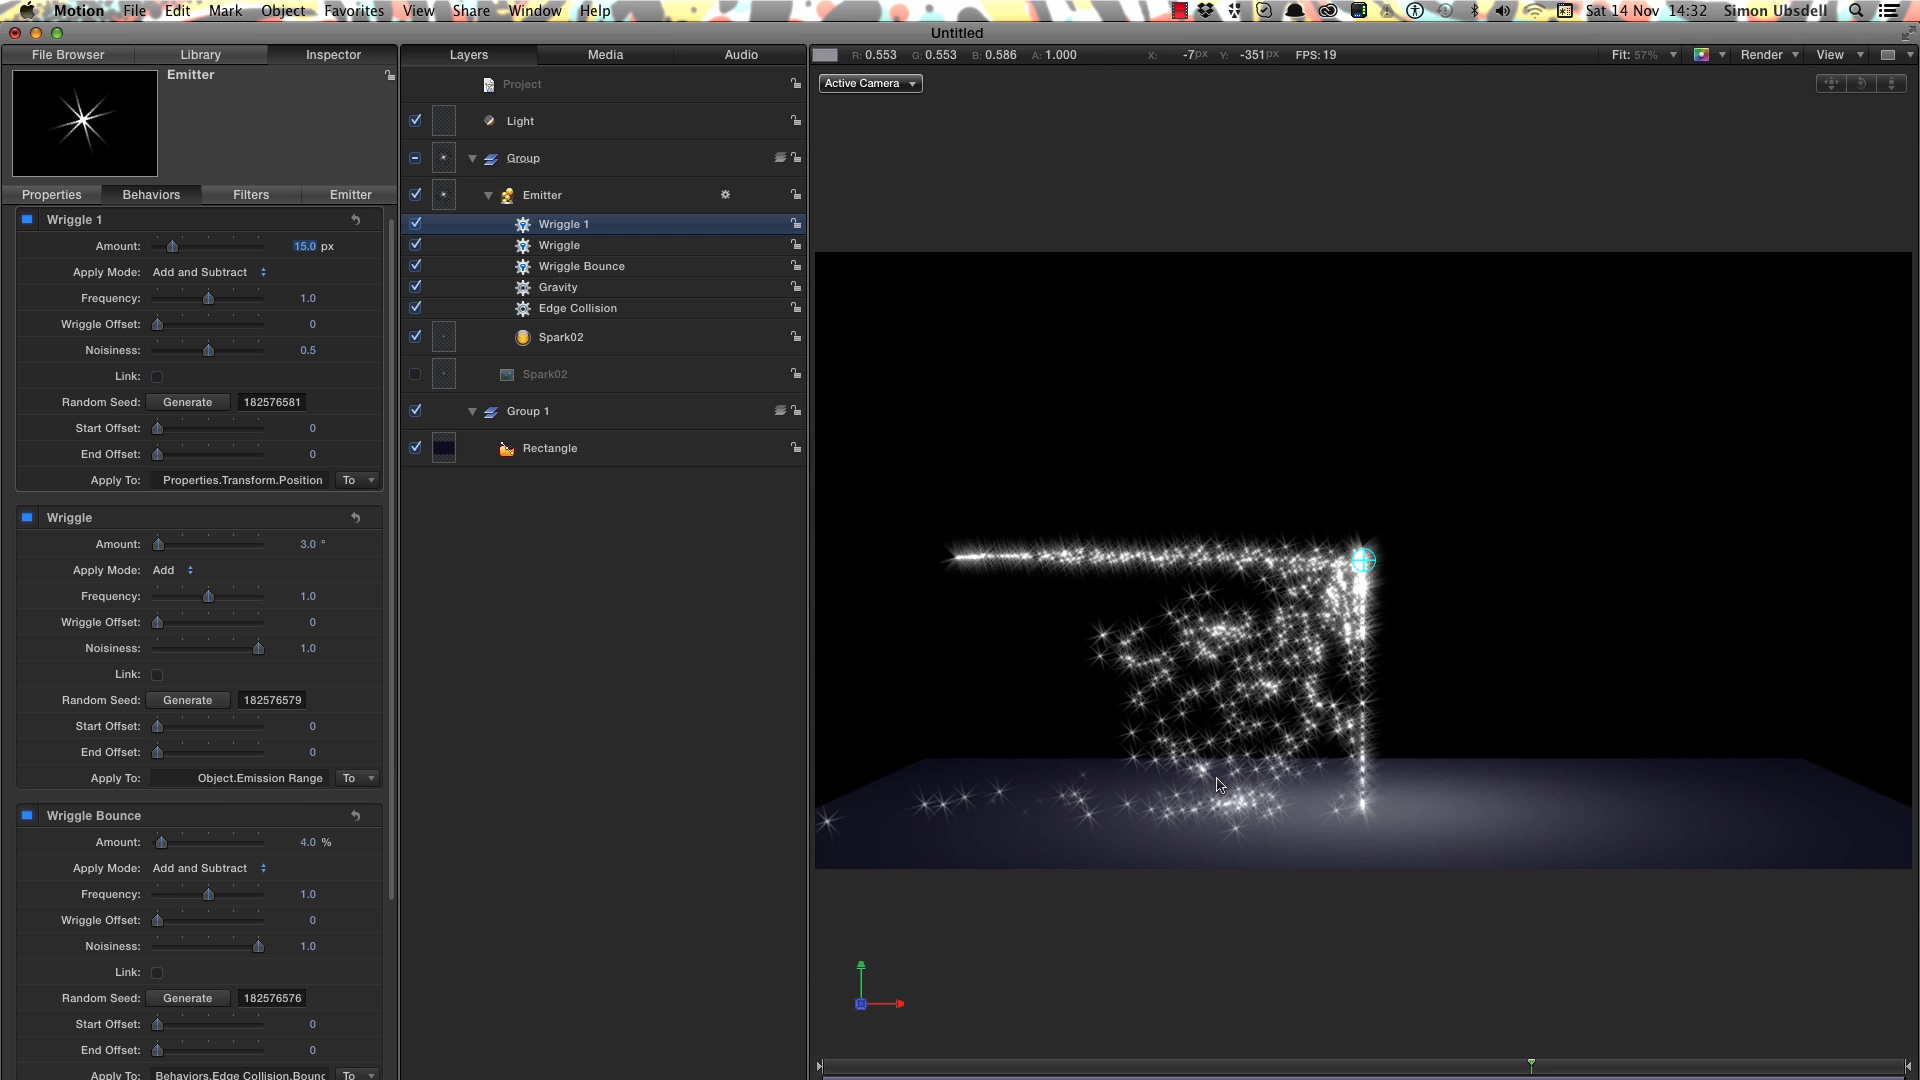 Motion File Edit Mark Object Favorites View Share Window Help Sat 14 Nov 14:32 Simon Ubsdell
Untitled
File Browser Library Inspector
Emitter
Properties Behaviors Filters Emitter
Wriggle 1
Amount: 15.0 px
Apply Mode: Add and Subtract
Frequency: 1.0
Wriggle Offset: 0
Noisiness: 0.5
Link:
Random Seed: Generate 182576581
Start Offset: 0
End Offset: 0
Apply To: Properties.Transform.Position To
Wriggle
Amount: 3.0 °
Apply Mode: Add
Frequency: 1.0
Wriggle Offset: 0
Noisiness: 1.0
Link:
Random Seed: Generate 182576579
Start Offset: 0
End Offset: 0
Apply To: Object.Emission Range To
Wriggle Bounce
Amount: 4.0 %
Apply Mode: Add and Subtract
Frequency: 1.0
Wriggle Offset: 0
Noisiness: 1.0
Link:
Random Seed: Generate 182576576
Start Offset: 0
End Offset: 0
Apply To: Behaviors.Edge Collision.Bounc To
Layers Media Audio
Project
Light
Group
Emitter
Wriggle 1
Wriggle
Wriggle Bounce
Gravity
Edge Collision
Spark02
Spark02
Group 1
Rectangle
R: 0.553 G: 0.553 B: 0.586 A: 1.000 X: -7px Y: -351px FPS: 19 Fit: 57% Render View
Active Camera